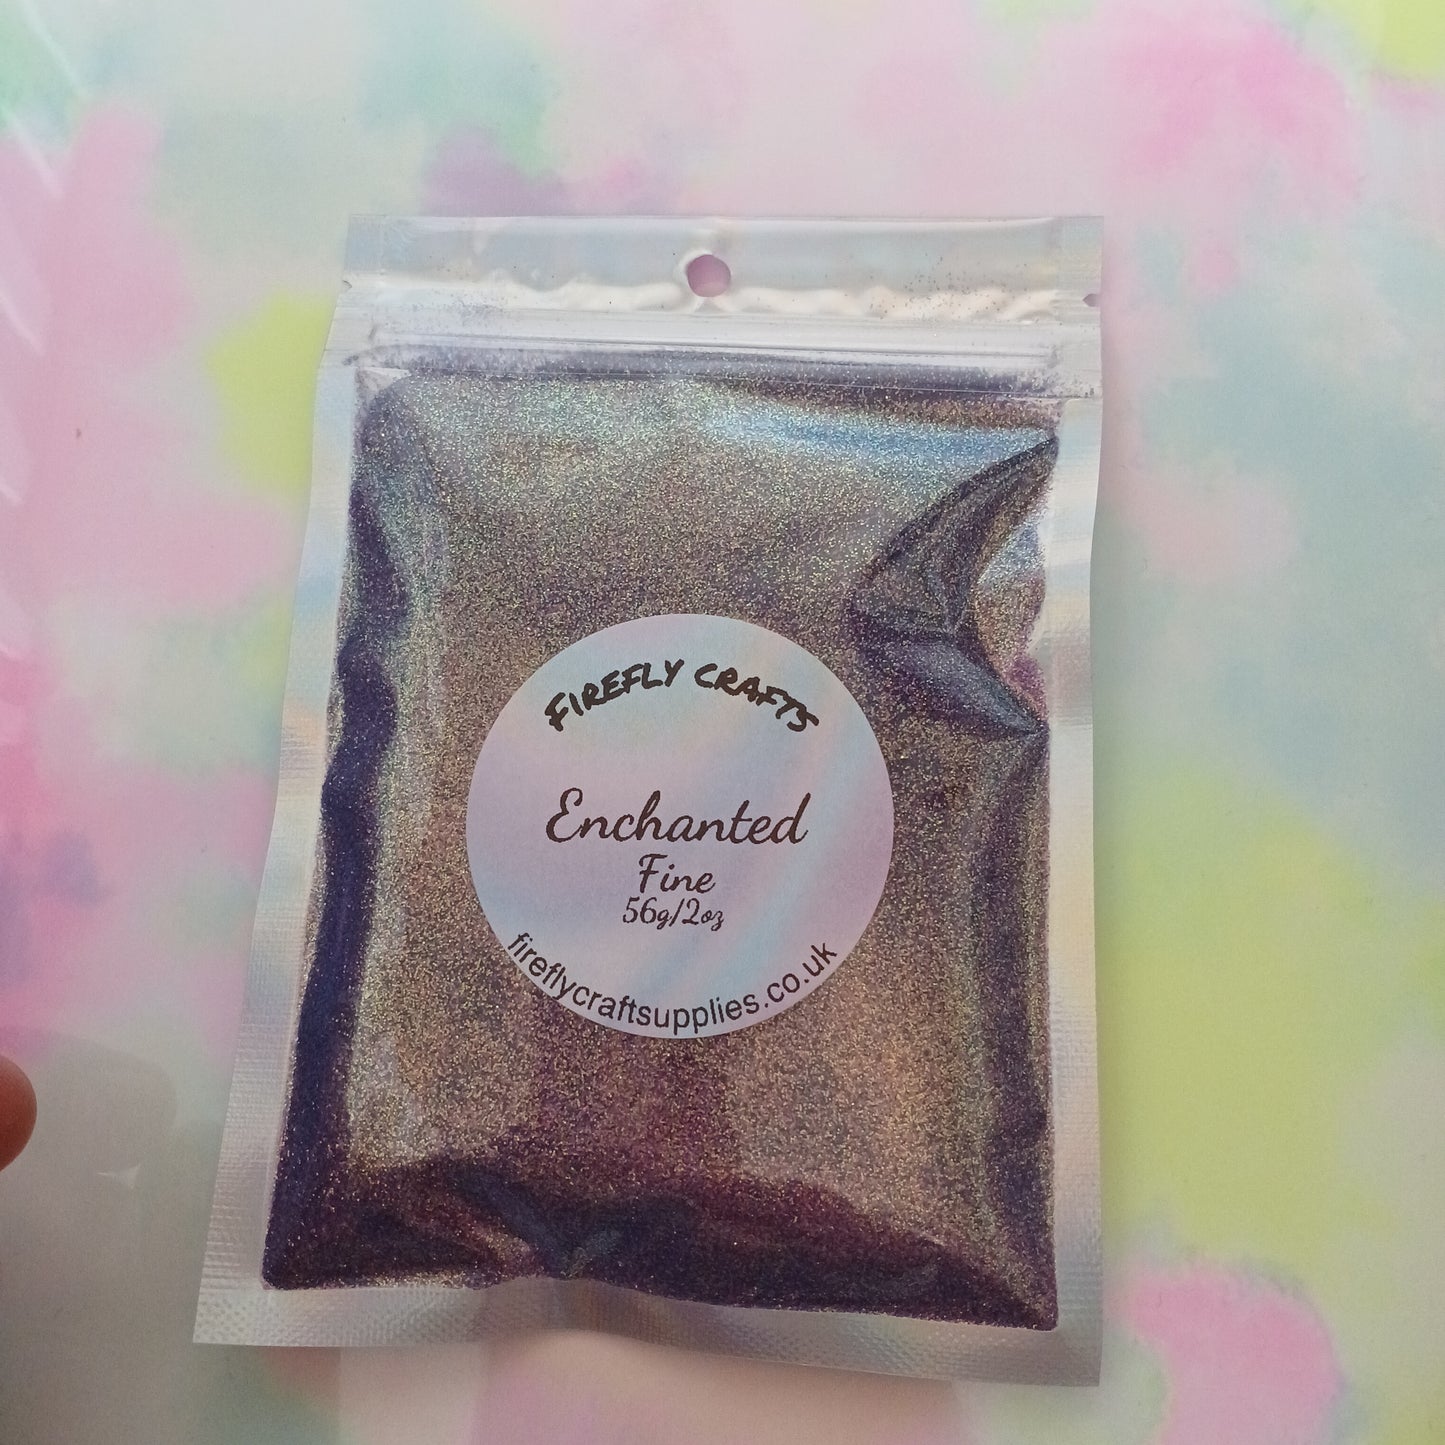 FIREFLY CRAFTS
Enchanted
Fine
56g/2oz
fireflycraftsupplies.co.uk